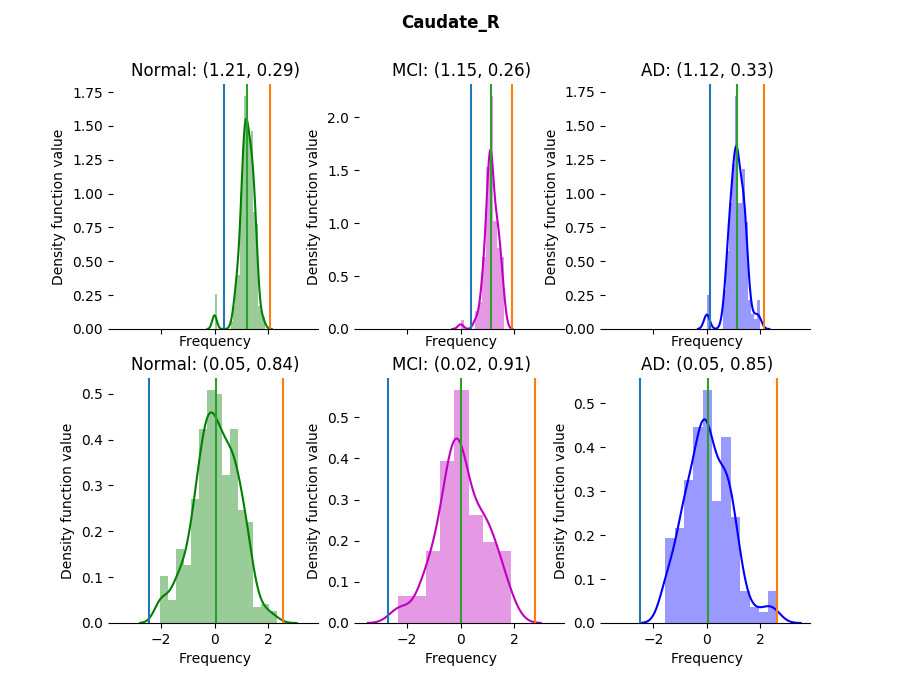 Caudate_R
Normal: (1.21, 0.29)
MCI: (1.15, 0.26)
AD: (1.12, 0.33)
Density function value
1.75
1.50
1.25
1.00
0.75
0.50
0.25
0.00
Frequency
Density function value
2.0
1.5
1.0
0.5
0.0
Frequency
Density function value
1.75
1.50
1.25
1.00
0.75
0.50
0.25
0.00
Frequency
Normal: (0.05, 0.84)
MCI: (0.02, 0.91)
AD: (0.05, 0.85)
Density function value
0.5
0.4
0.3
0.2
0.1
0.0
−2 0 2
Frequency
Density function value
0.5
0.4
0.3
0.2
0.1
0.0
−2 0 2
Frequency
Density function value
0.5
0.4
0.3
0.2
0.1
0.0
−2 0 2
Frequency